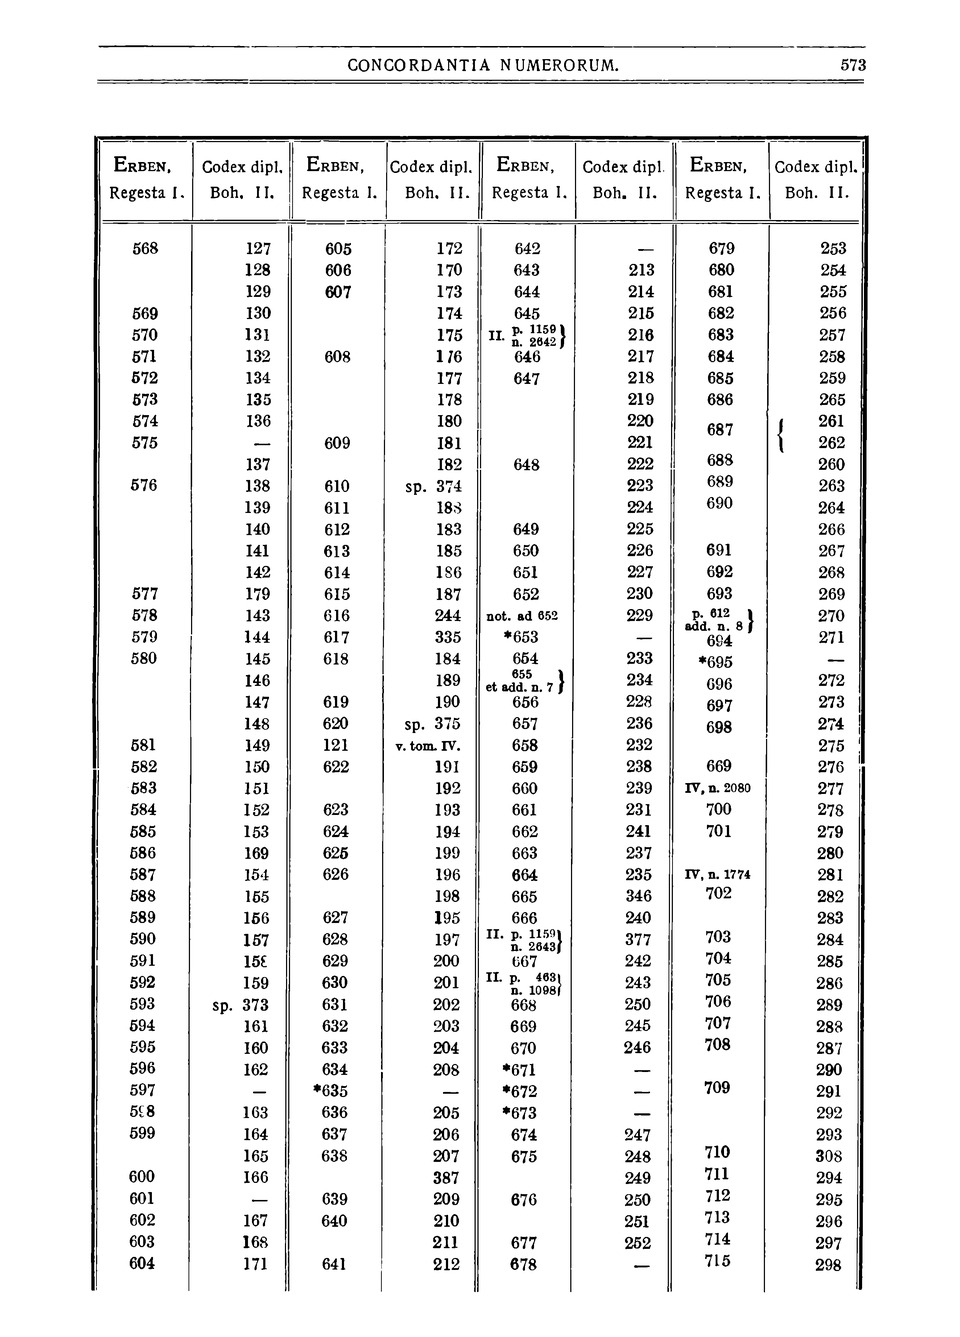 CONCORDANTIA NUMERORUM. 573
ERBEN, Codex dipl. ERBEN, Codex dipl. ERBEN, Codex dipl. ERBEN, Codex dipl.
Regesta I. Boh. II. Regesta I. Boh. II. Regesta I. Boh. II. Regesta I. Boh. II.
568 127 605 172 642 — 679 253
128 606 170 643 213 680 254
129 607 173 644 214 681 255
569 130 174 645 215 682 256
570 131 175 II. p. 1159 n. 2642 } 216 683 257
571 132 608 176 646 217 684 258
572 134 177 647 218 685 259
573 135 178 219 686 265
574 136 180 220 687 { 261
575 — 609 181 221 262
137 182 648 222 688 260
576 138 610 sp. 374 223 689 263
139 611 188 224 690 264
140 612 183 649 225 266
141 613 185 650 226 691 267
142 614 186 651 227 692 268
577 179 615 187 652 230 693 269
578 143 616 244 not. ad 652 229 p. 612 add. n. 8 } 270
579 144 617 335 *653 — 694 271
580 145 618 184 654 233 *695 —
146 189 655 et add. n. 7 } 234 696 272
147 619 190 656 228 697 273
148 620 sp. 375 657 236 698 274
581 149 121 v. tom. IV. 658 232 275
582 150 622 191 659 238 669 276
583 151 192 660 239 IV, n. 2080 277
584 152 623 193 661 231 700 278
585 153 624 194 662 241 701 279
586 169 625 199 663 237 280
587 154 626 196 664 235 IV, n. 1774 281
588 155 198 665 346 702 282
589 156 627 195 666 240 283
590 157 628 197 II. p. 1159 n. 2643 } 377 703 284
591 158 629 200 667 242 704 285
592 159 630 201 II. p. 463 n. 1098 } 243 705 286
593 sp. 373 631 202 668 250 706 289
594 161 632 203 669 245 707 288
595 160 633 204 670 246 708 287
596 162 634 208 *671 — 290
597 — *635 — *672 — 709 291
598 163 636 205 *673 — 292
599 164 637 206 674 247 293
165 638 207 675 248 710 308
600 166 387 249 711 294
601 — 639 209 676 250 712 295
602 167 640 210 251 713 296
603 168 211 677 252 714 297
604 171 641 212 678 — 715 298